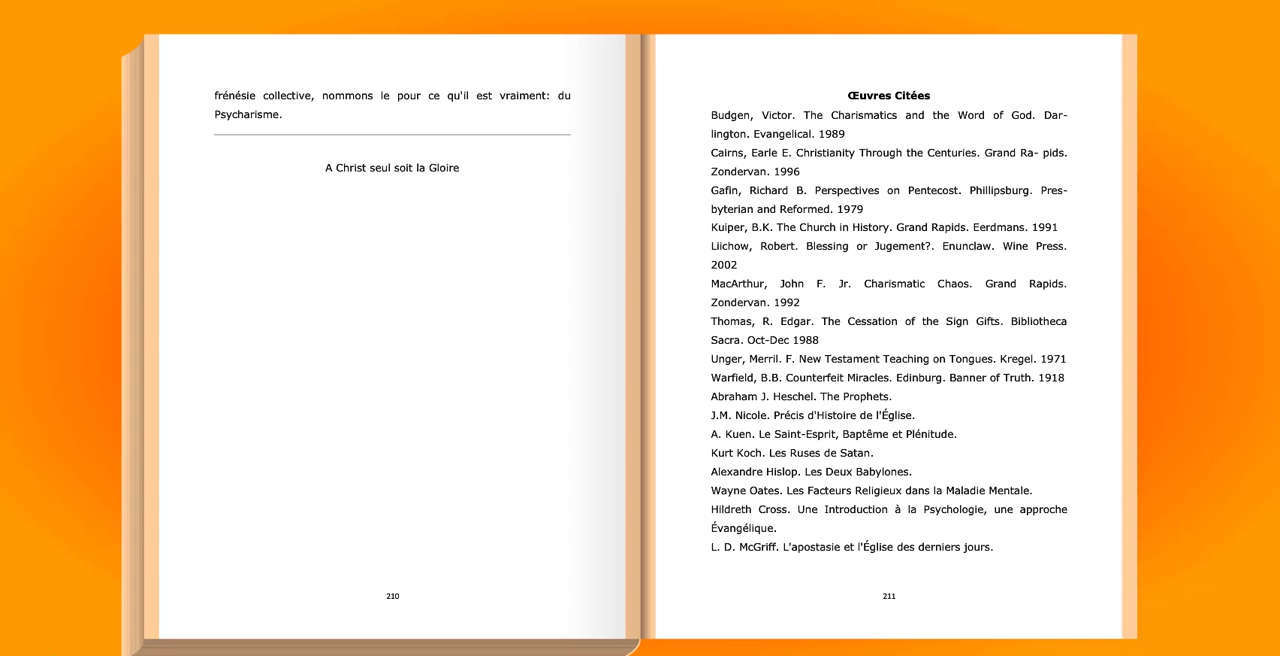 frénésie collective, nommons le pour ce qu'il est vraiment: du
Psycharisme.
A Christ seul soit la Gloire
210
Œuvres Citées
Budgen, Victor. The Charismatics and the Word of God. Dar-
lington. Evangelical. 1989
Cairns, Earle E. Christianity Through the Centuries. Grand Ra- pids.
Zondervan. 1996
Gafin, Richard B. Perspectives on Pentecost. Phillipsburg. Pres-
byterian and Reformed. 1979
Kuiper, B.K. The Church in History. Grand Rapids. Eerdmans. 1991
Liichow, Robert. Blessing or Jugement?. Enunclaw. Wine Press.
2002
MacArthur, John F. Jr. Charismatic Chaos. Grand Rapids.
Zondervan. 1992
Thomas, R. Edgar. The Cessation of the Sign Gifts. Bibliotheca
Sacra. Oct-Dec 1988
Unger, Merril. F. New Testament Teaching on Tongues. Kregel. 1971
Warfield, B.B. Counterfeit Miracles. Edinburg. Banner of Truth. 1918
Abraham J. Heschel. The Prophets.
J.M. Nicole. Précis d'Histoire de l'Église.
A. Kuen. Le Saint-Esprit, Baptême et Plénitude.
Kurt Koch. Les Ruses de Satan.
Alexandre Hislop. Les Deux Babylones.
Wayne Oates. Les Facteurs Religieux dans la Maladie Mentale.
Hildreth Cross. Une Introduction à la Psychologie, une approche
Évangélique.
L. D. McGriff. L'apostasie et l'Église des derniers jours.
211